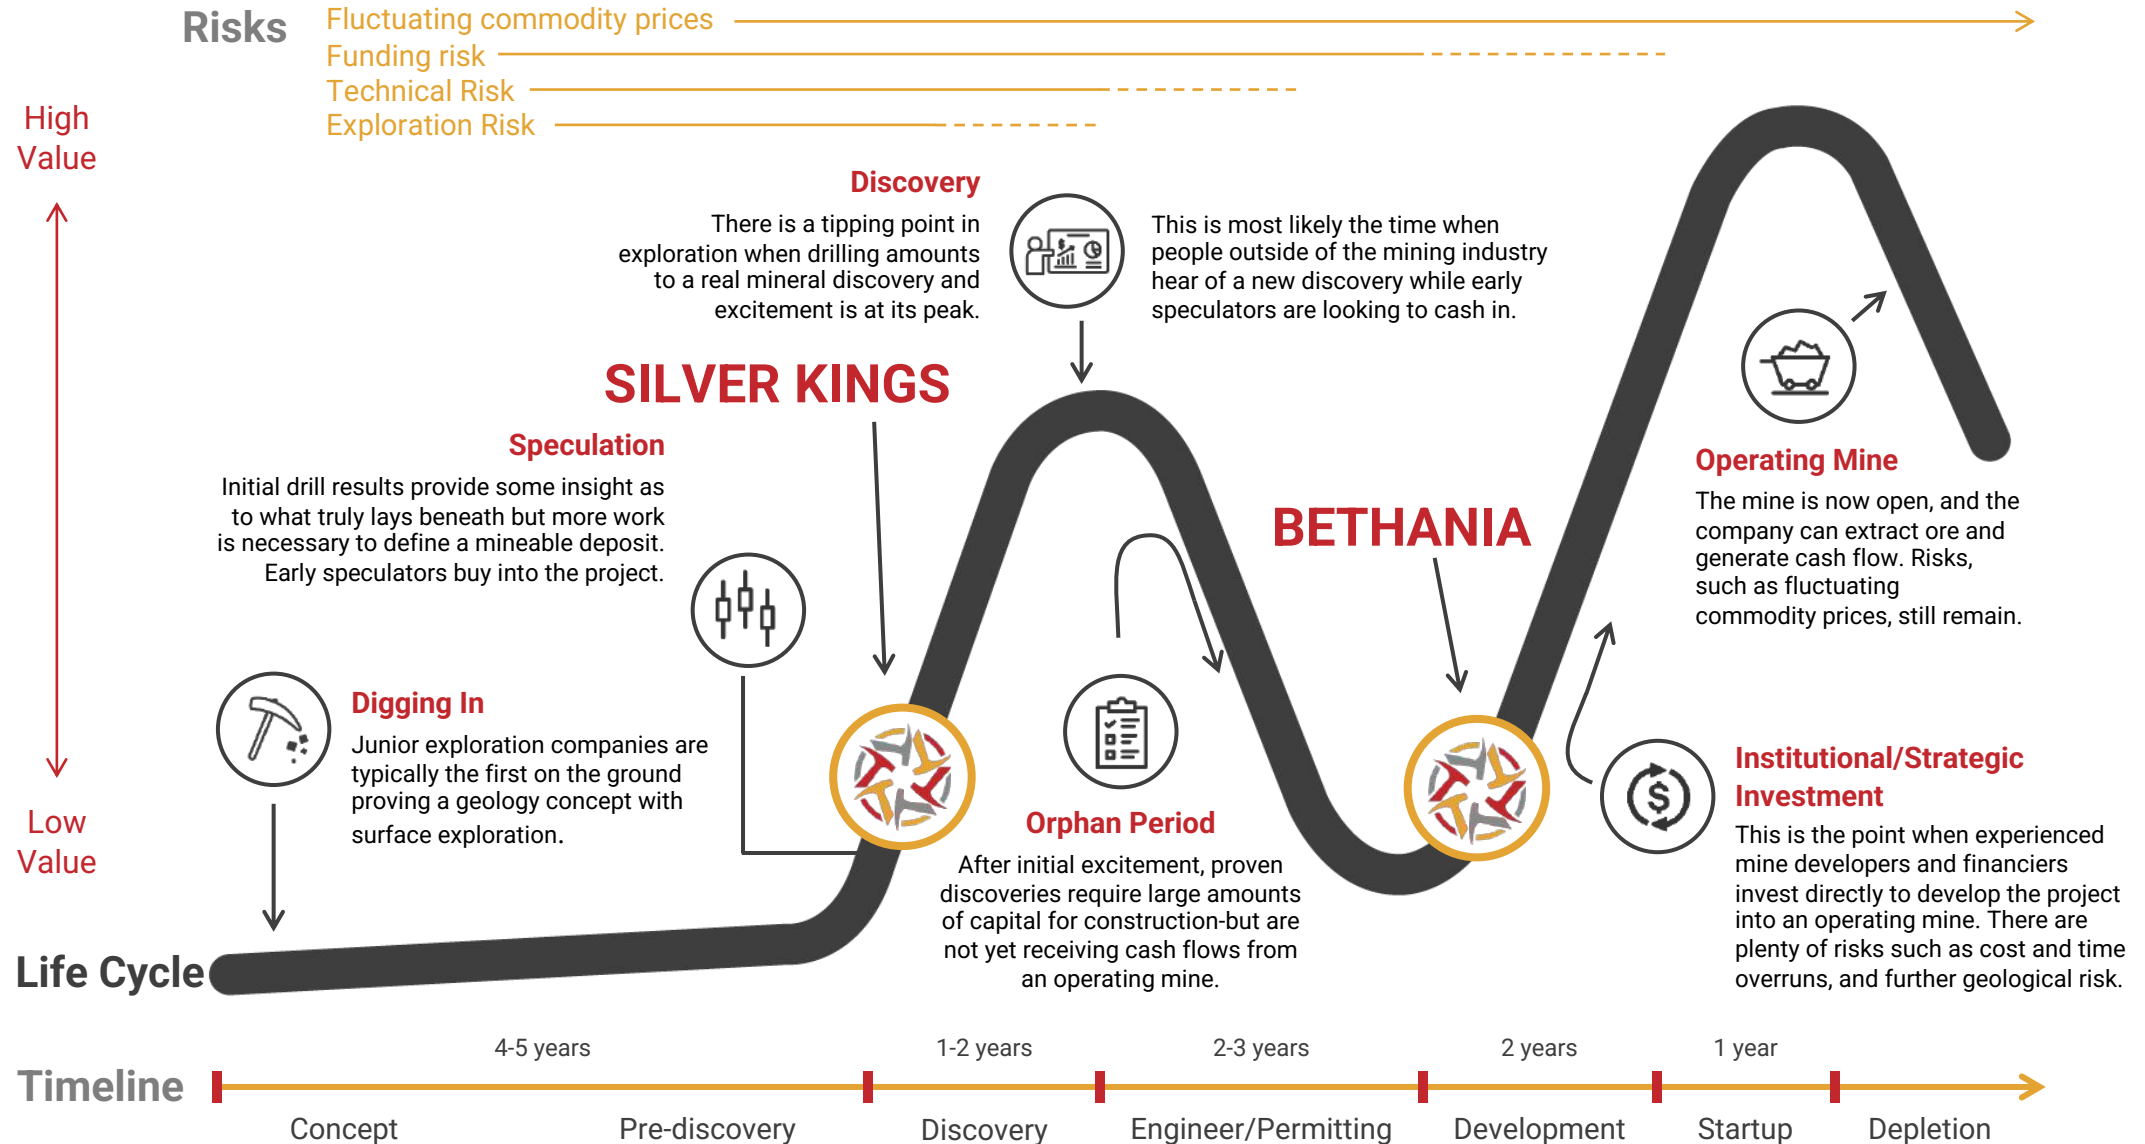 Risks
Fluctuating commodity prices
Funding risk
Technical Risk
Exploration Risk
High
Value
Low
Value
Discovery
There is a tipping point in
exploration when drilling amounts
to a real mineral discovery and
excitement is at its peak.
This is most likely the time when
people outside of the mining industry
hear of a new discovery while early
speculators are looking to cash in.
SILVER KINGS
Speculation
Initial drill results provide some insight as
to what truly lays beneath but more work
is necessary to define a mineable deposit.
Early speculators buy into the project.
BETHANIA
Operating Mine
The mine is now open, and the
company can extract ore and
generate cash flow. Risks,
such as fluctuating
commodity prices, still remain.
Digging In
Junior exploration companies are
typically the first on the ground
proving a geology concept with
surface exploration.
Orphan Period
After initial excitement, proven
discoveries require large amounts
of capital for construction-but are
not yet receiving cash flows from
an operating mine.
Institutional/Strategic
Investment
This is the point when experienced
mine developers and financiers
invest directly to develop the project
into an operating mine. There are
plenty of risks such as cost and time
overruns, and further geological risk.
Life Cycle
4-5 years
1-2 years
2-3 years
2 years
1 year
Timeline
Concept
Pre-discovery
Discovery
Engineer/Permitting
Development
Startup
Depletion